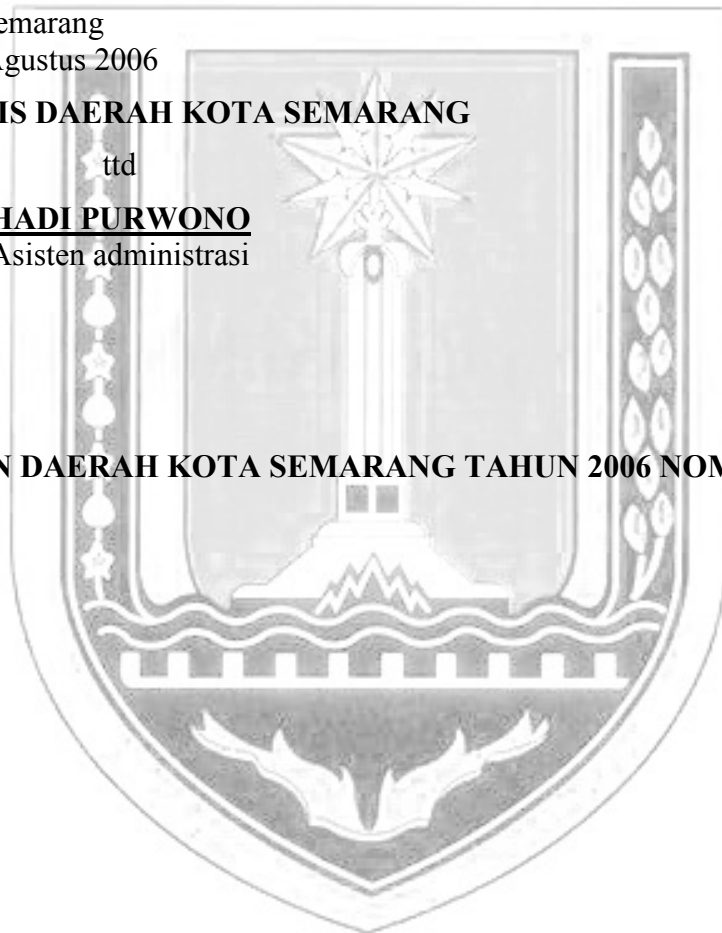 emarang
Agustus 2006
IS DAERAH KOTA SEMARANG
ttd
HADI PURWONO
Asisten administrasi
N DAERAH KOTA SEMARANG TAHUN 2006 NOM